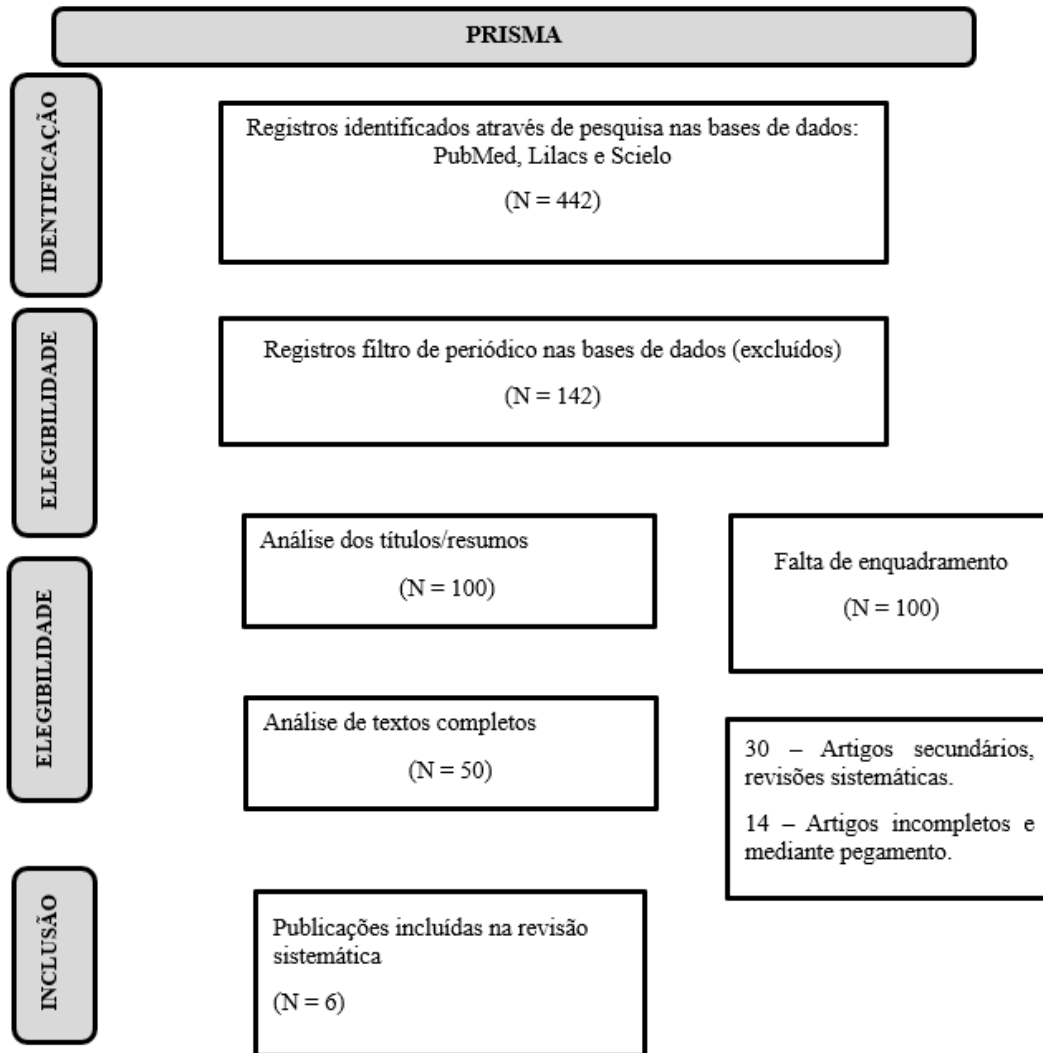 PRISMA
IDENTIFICAÇÃO
Registros identificados através de pesquisa nas bases de dados:
PubMed, Lilacs e Scielo
(N = 442)
ELEGIBILIDADE
Registros filtro de periódico nas bases de dados (excluídos)
(N = 142)
ELEGIBILIDADE
Análise dos títulos/resumos
(N = 100)
Falta de enquadramento
(N = 100)
Análise de textos completos
(N = 50)
30 – Artigos secundários,
revisões sistemáticas.
14 – Artigos incompletos e
mediante pegamento.
INCLUSÃO
Publicações incluídas na revisão
sistemática
(N = 6)